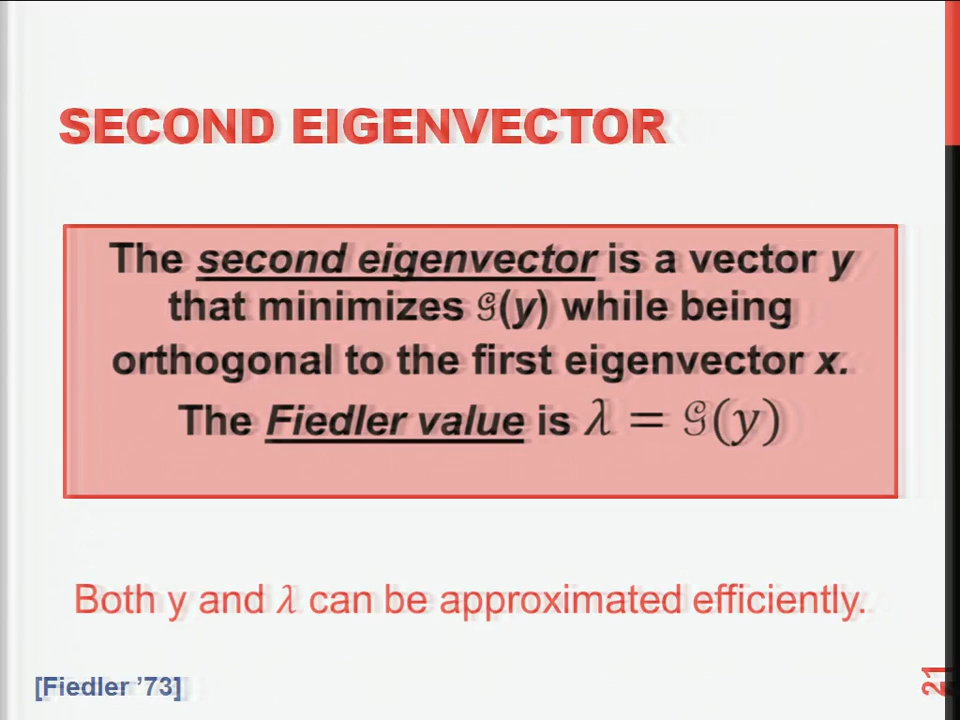 SECOND EIGENVECTOR
The second eigenvector is a vector y
that minimizes 𝒢(y) while being
orthogonal to the first eigenvector x.
The Fiedler value is λ = 𝒢(y)
Both y and λ can be approximated efficiently.
[Fiedler ’73]
21